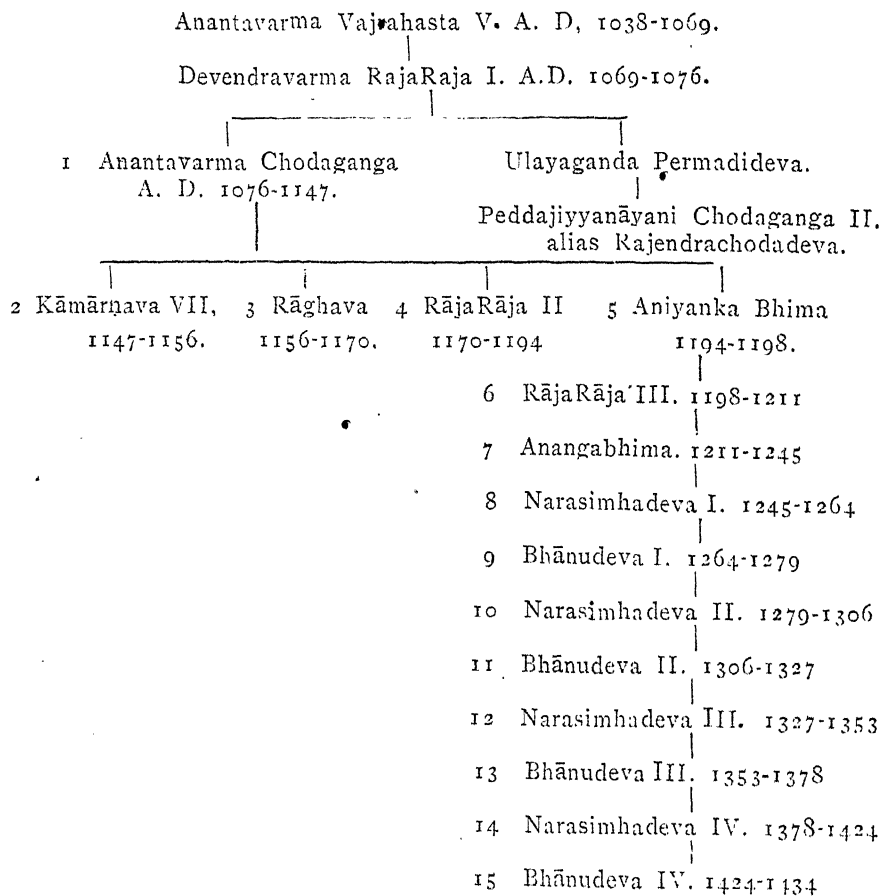 Anantavarma Vajrahasta V. A. D, 1038-1069.
Devendravarma RajaRaja I. A.D. 1069-1076.
1 Anantavarma Chodaganga Ulayaganda Permadideva.
A. D. 1076-1147.
Peddajiyyanāyani Chodaganga II.
alias Rajendrachodadeva.
2 Kāmārṇava VII, 3 Rāghava 4 RājaRāja II 5 Aniyanka Bhima
1147-1156. 1156-1170. 1170-1194 1194-1198.
6 RājaRāja III. 1198-1211
7 Anangabhima. 1211-1245
8 Narasimhadeva I. 1245-1264
9 Bhānudeva I. 1264-1279
10 Narasimhadeva II. 1279-1306
11 Bhānudeva II. 1306-1327
12 Narasimhadeva III. 1327-1353
13 Bhānudeva III. 1353-1378
14 Narasimhadeva IV. 1378-1424
15 Bhānudeva IV. 1424-1434